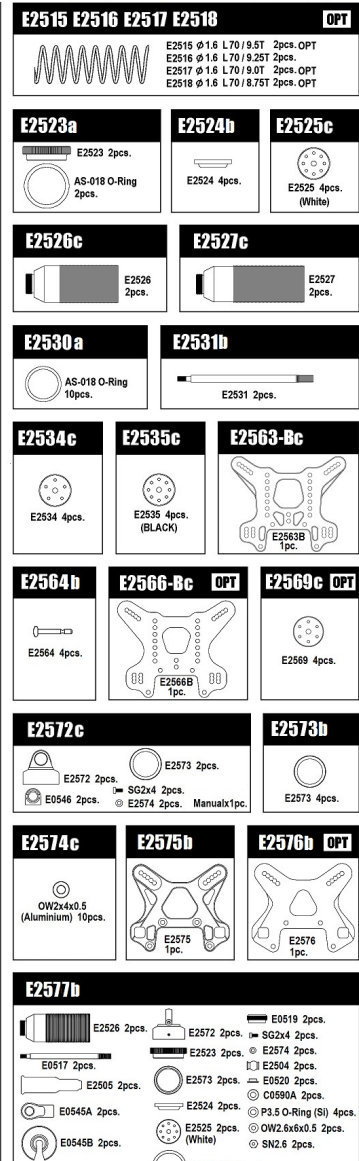 E2515 E2516 E2517 E2518 OPT
E2515 Ø1.6 L70 / 9.5T 2pcs. OPT
E2516 Ø1.6 L70 / 9.25T 2pcs.
E2517 Ø1.6 L70 / 9.0T 2pcs. OPT
E2518 Ø1.6 L70 / 8.75T 2pcs. OPT
E2523a
E2523 2pcs.
AS-018 O-Ring
2pcs.
E2524b
E2524 4pcs.
E2525c
E2525 4pcs.
(White)
E2526c
E2526
2pcs.
E2527c
E2527
2pcs.
E2530a
AS-018 O-Ring
10pcs.
E2531b
E2531 2pcs.
E2534c
E2534 4pcs.
E2535c
E2535 4pcs.
(BLACK)
E2563-Bc
E2563B
1pc.
E2564b
E2564 4pcs.
E2566-Bc OPT
E2566B
1pc.
E2569c OPT
E2569 4pcs.
E2572c
E2572 2pcs.
E0546 2pcs.
E2573 2pcs.
SG2x4 2pcs.
E2574 2pcs.
Manualx1pc.
E2573b
E2573 4pcs.
E2574c
OW2x4x0.5
(Aluminium) 10pcs.
E2575b
E2575
1pc.
E2576b OPT
E2576
1pc.
E2577b
E2526 2pcs.
E0517 2pcs.
E2505 2pcs.
E0545A 2pcs.
E0545B 2pcs.
E2572 2pcs.
E2523 2pcs.
E2573 2pcs.
E2524 2pcs.
E2525 2pcs.
(White)
E0519 2pcs.
SG2x4 2pcs.
E2574 2pcs.
E2504 2pcs.
E0520 2pcs.
C0590A 2pcs.
P3.5 O-Ring (Si) 4pcs.
OW2.6x6x0.5 2pcs.
SN2.6 2pcs.